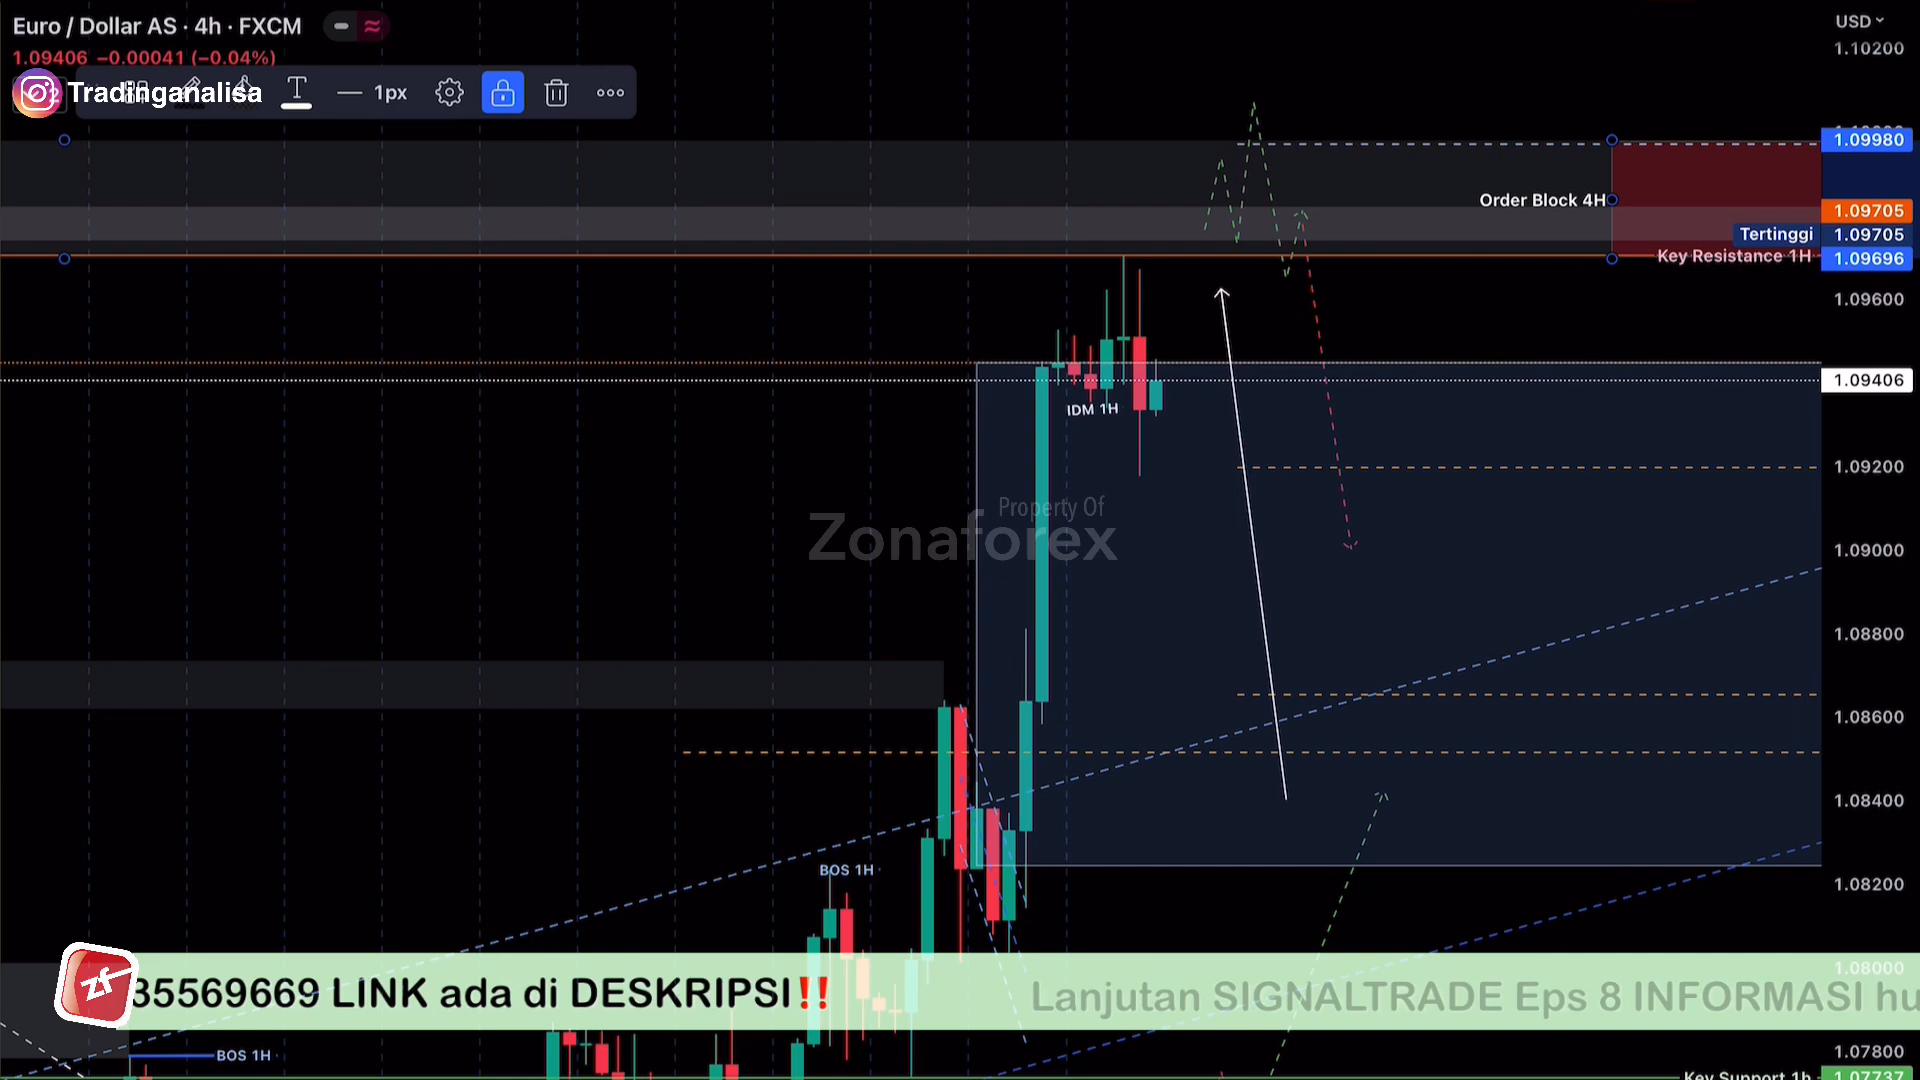 Euro / Dollar AS · 4h · FXCM
USD
1.09406 −0.00041 (−0.04%)
Tradinganalisa
T
1px
1.10200
1.09980
Order Block 4H
1.09705
Tertinggi 1.09705
Key Resistance 1H 1.09696
1.09600
1.09406
IDM 1H
1.09200
Property Of
Zonaforex
1.09000
1.08800
1.08600
1.08400
BOS 1H
1.08200
1.08000
zf
35569669 LINK ada di DESKRIPSI‼️
Lanjutan SIGNALTRADE Eps 8 INFORMASI hu
BOS 1H
1.07800
Key Support 1h 1.07737